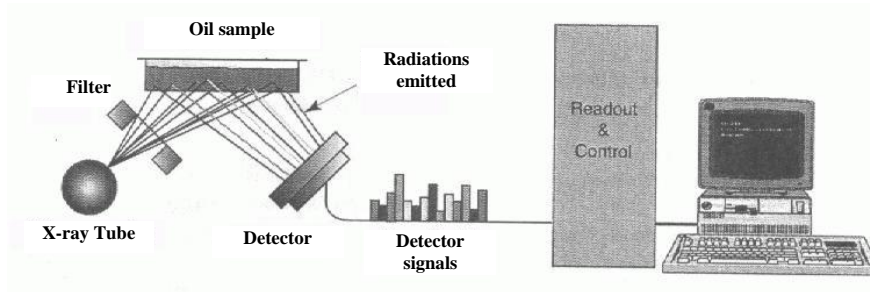 Oil sample
Radiations
emitted
Filter
Readout
&
Control
X-ray Tube
Detector
Detector
signals